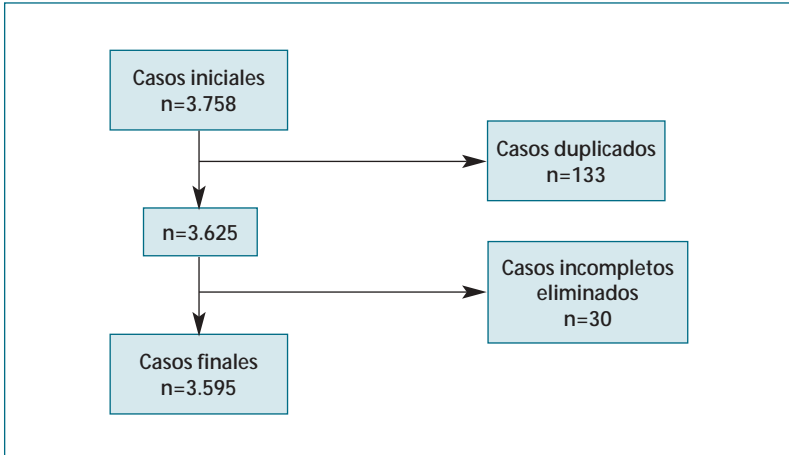 Casos iniciales
n=3.758
Casos duplicados
n=133
n=3.625
Casos incompletos
eliminados
n=30
Casos finales
n=3.595